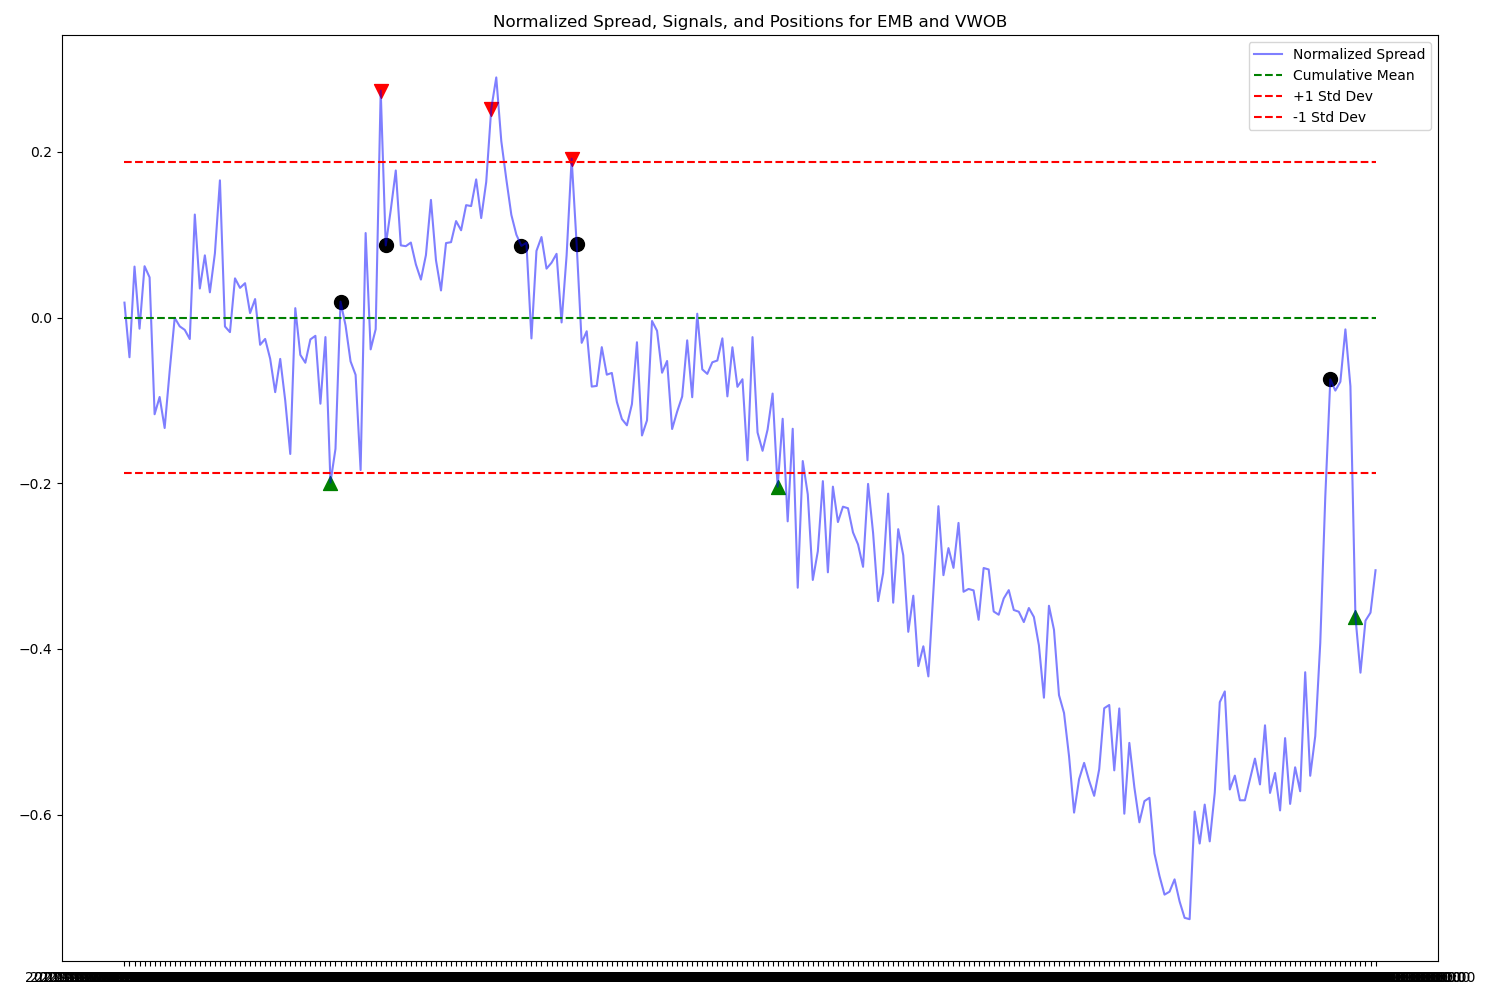 Normalized Spread, Signals, and Positions for EMB and VWOB
Normalized Spread
Cumulative Mean
+1 Std Dev
-1 Std Dev
0.2
0.0
−0.2
−0.4
−0.6